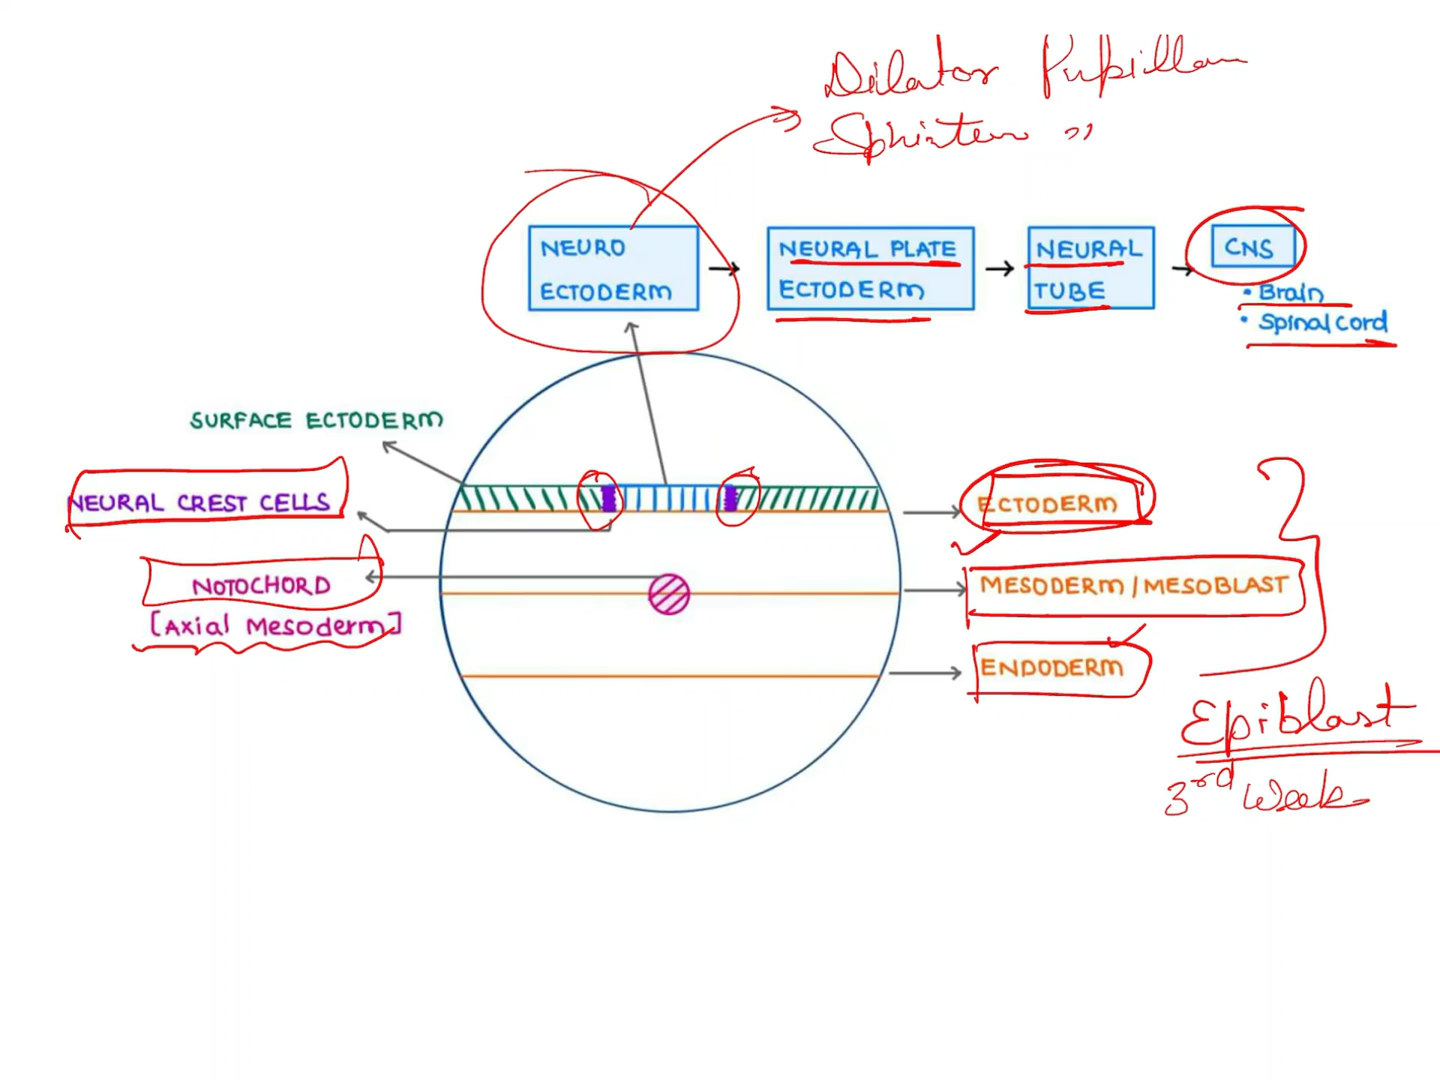 Dilator Pupillae
Sphinten "
NEURO
ECTODERM
NEURAL PLATE
ECTODERM
NEURAL
TUBE
CNS
• Brain
• Spinal cord
SURFACE ECTODERM
NEURAL CREST CELLS
ECTODERM
NOTOCHORD
[Axial Mesoderm]
MESODERM / MESOBLAST
ENDODERM
Epiblast
3rd Week